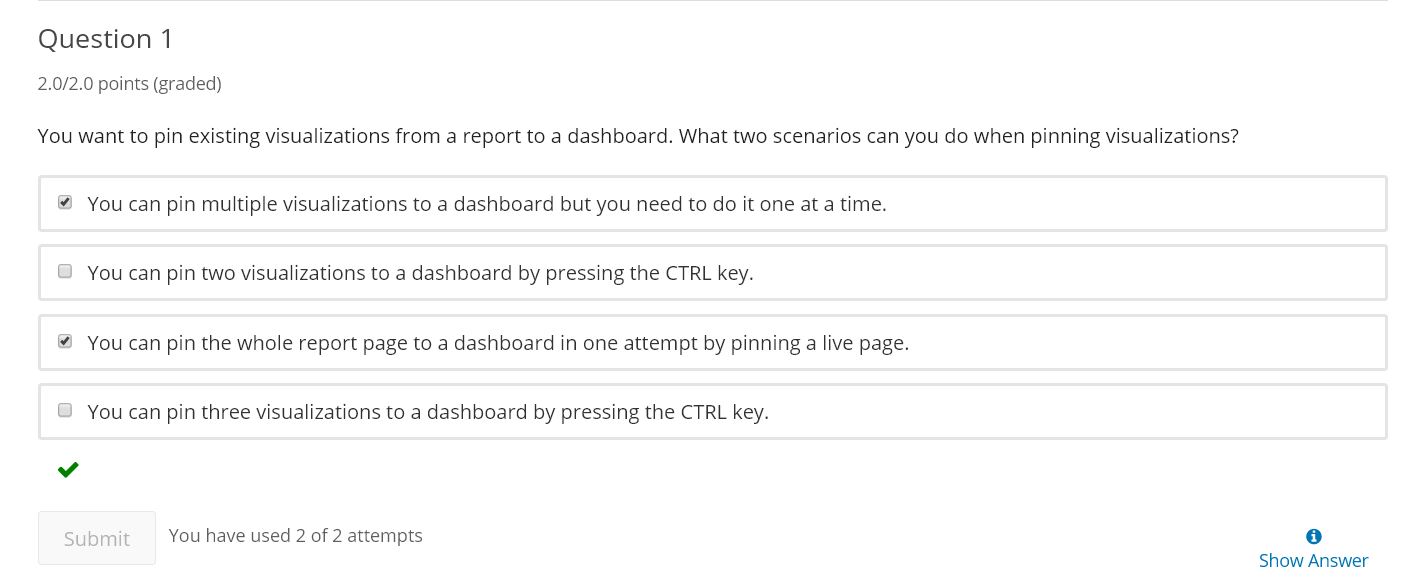 Question 1
2.0/2.0 points (graded)
You want to pin existing visualizations from a report to a dashboard. What two scenarios can you do when pinning visualizations?
You can pin multiple visualizations to a dashboard but you need to do it one at a time.
You can pin two visualizations to a dashboard by pressing the CTRL key.
You can pin the whole report page to a dashboard in one attempt by pinning a live page.
You can pin three visualizations to a dashboard by pressing the CTRL key.
Submit
You have used 2 of 2 attempts
Show Answer